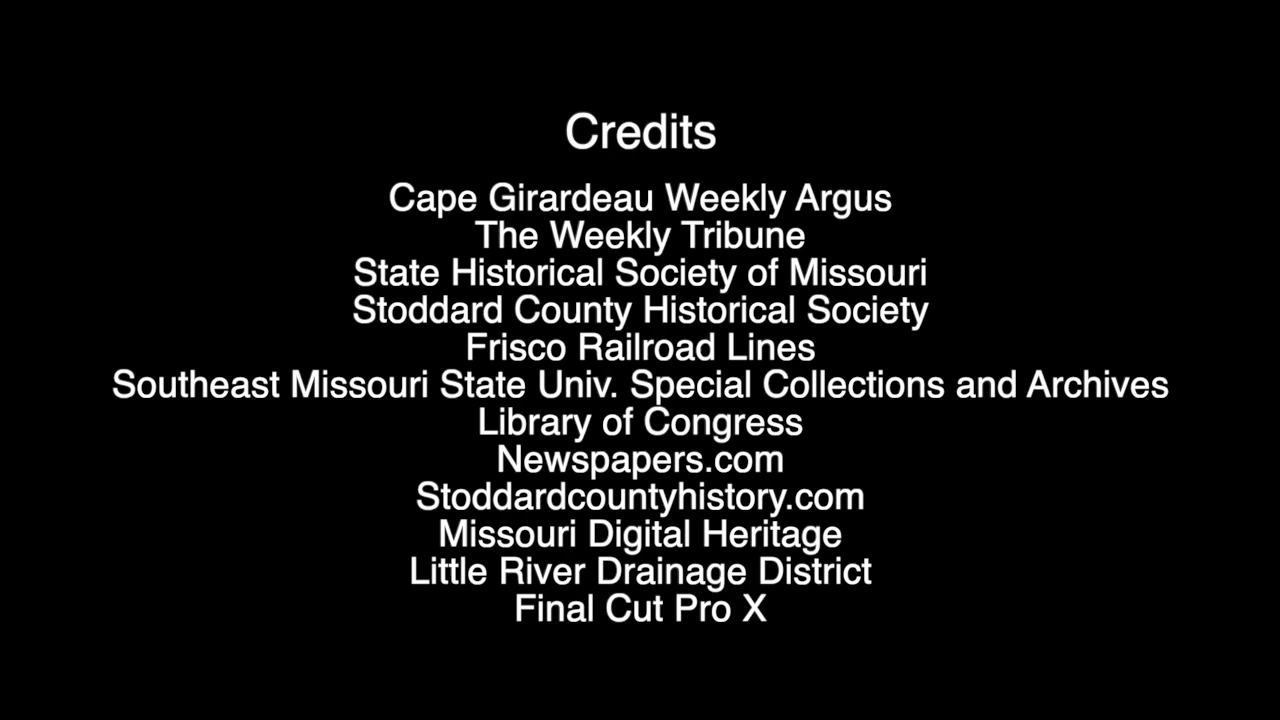 Credits
Cape Girardeau Weekly Argus
The Weekly Tribune
State Historical Society of Missouri
Stoddard County Historical Society
Frisco Railroad Lines
Southeast Missouri State Univ. Special Collections and Archives
Library of Congress
Newspapers.com
Stoddardcountyhistory.com
Missouri Digital Heritage
Little River Drainage District
Final Cut Pro X